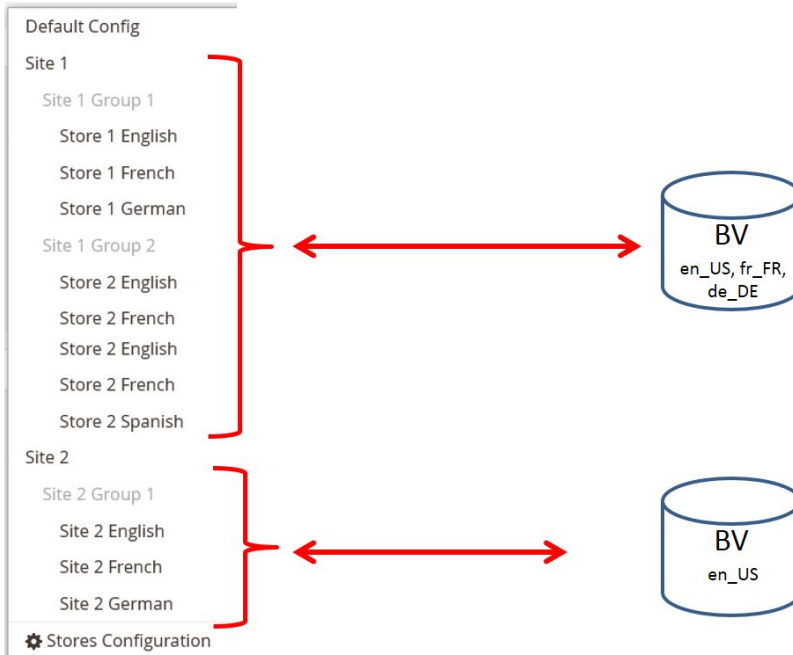 Default Config
Site 1
Site 1 Group 1
Store 1 English
Store 1 French
Store 1 German
Site 1 Group 2
Store 2 English
Store 2 French
Store 2 English
Store 2 French
Store 2 Spanish
Site 2
Site 2 Group 1
Site 2 English
Site 2 French
Site 2 German
Stores Configuration
BV
en_US, fr_FR,
de_DE
BV
en_US